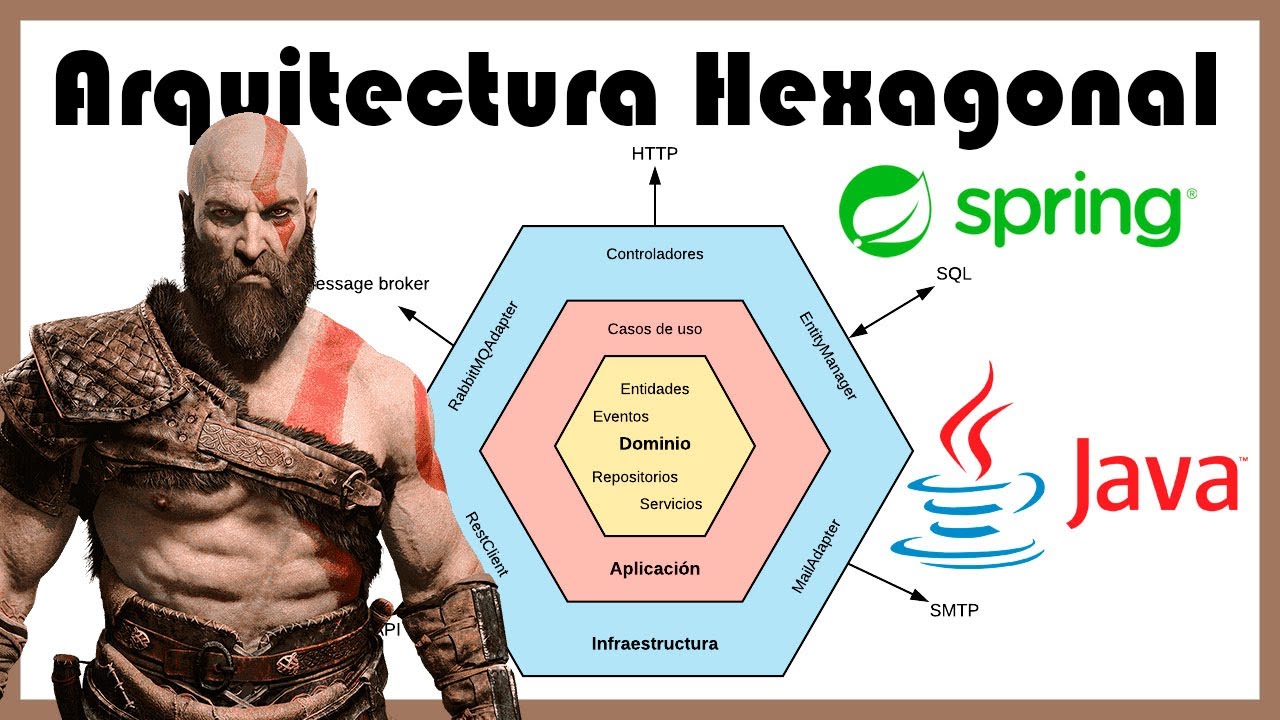 Arquitectura Hexagonal
HTTP
spring®
SQL
essage broker
Controladores
RabbitMQAdapter
EntityManager
Casos de uso
Entidades
Eventos
Dominio
Repositorios
Servicios
Java™
RestClient
MailAdapter
Aplicación
SMTP
API
Infraestructura